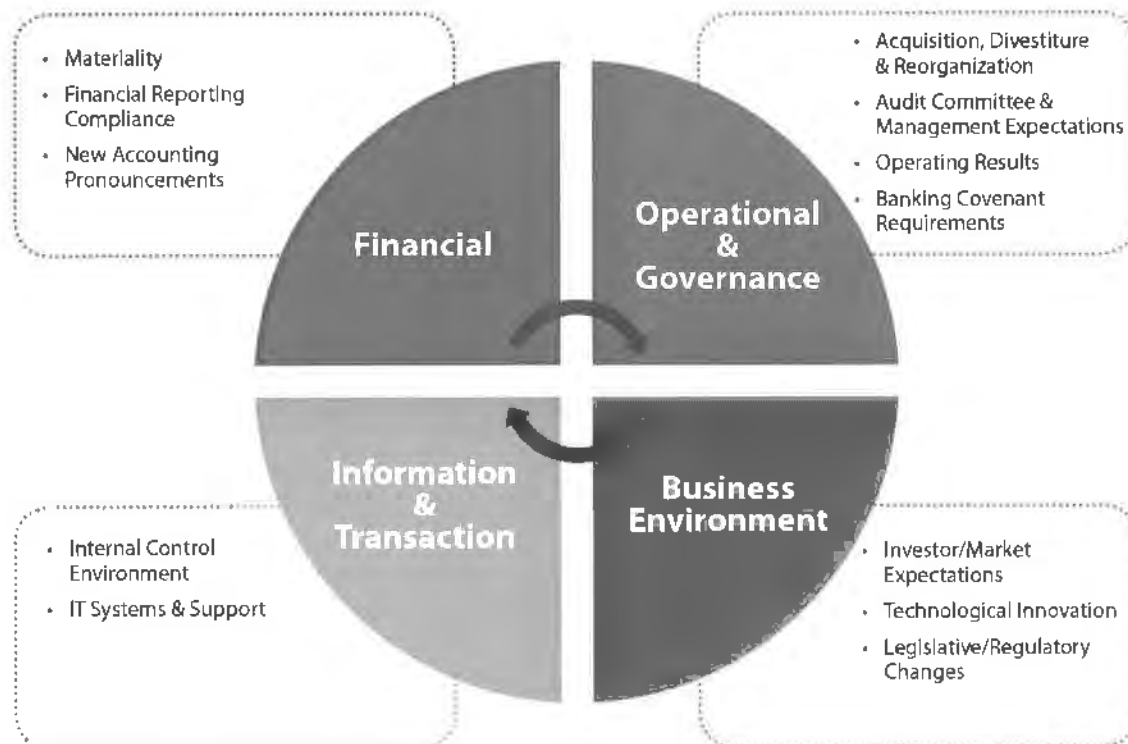 • Materiality
• Financial Reporting
Compliance
• New Accounting
Pronouncements
Financial
• Acquisition, Divestiture
& Reorganization
• Audit Committee &
Management Expectations
• Operating Results
• Banking Covenant
Requirements
Operational
&
Governance
Information
&
Transaction
• Internal Control
Environment
• IT Systems & Support
Business
Environment
• Investor/Market
Expectations
• Technological Innovation
• Legislative/Regulatory
Changes